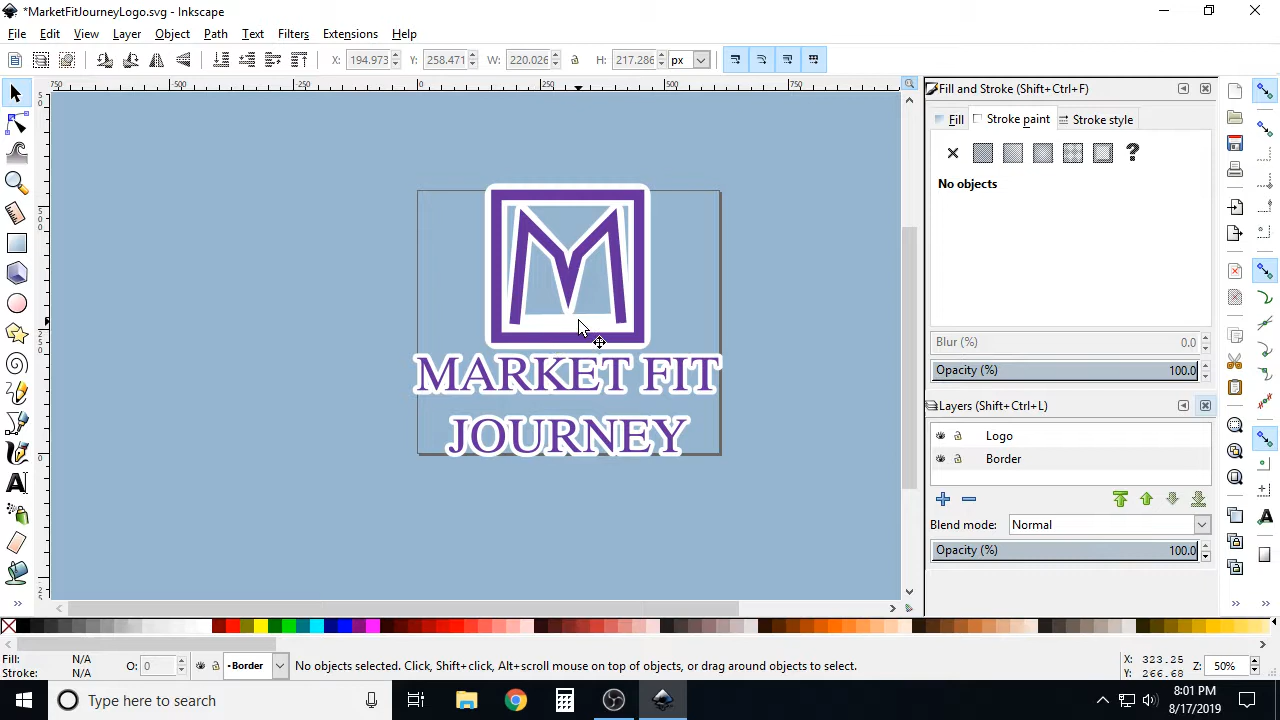 *MarketFitJourneyLogo.svg - Inkscape
File Edit View Layer Object Path Text Filters Extensions Help
X: 194.973 Y: 258.471 W: 220.026 H: 217.286 px
Fill and Stroke (Shift+Ctrl+F)
Fill Stroke paint Stroke style
?
No objects
Blur (%) 0.0
Opacity (%) 100.0
Layers (Shift+Ctrl+L)
Logo
Border
Blend mode: Normal
Opacity (%) 100.0
M
MARKET FIT
JOURNEY
Fill: N/A
Stroke: N/A
O: 0
Border
No objects selected. Click, Shift+click, Alt+scroll mouse on top of objects, or drag around objects to select.
X: 323.25
Y: 266.68
Z: 50%
Type here to search
8:01 PM
8/17/2019